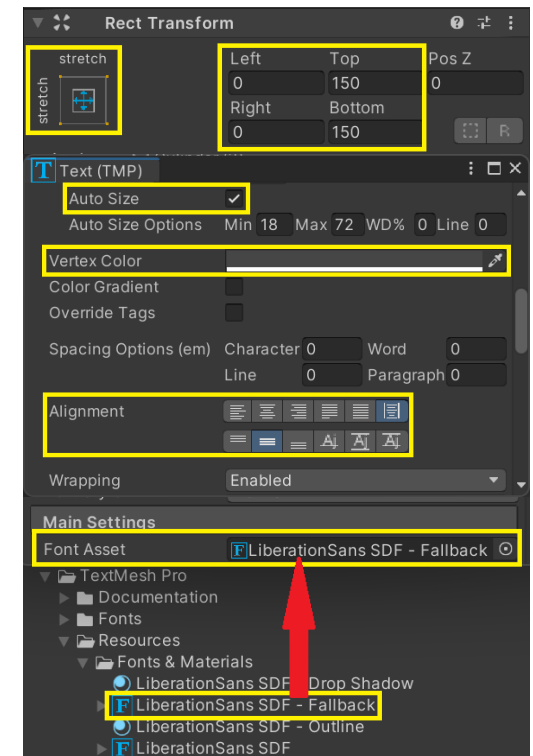 Rect Transform
stretch
stretch
Left Top Pos Z
0 150 0
Right Bottom
0 150 R
T Text (TMP)
Auto Size
Auto Size Options Min 18 Max 72 WD% 0 Line 0
Vertex Color
Color Gradient
Override Tags
Spacing Options (em) Character 0 Word 0
Line 0 Paragraph 0
Alignment
Wrapping Enabled
Main Settings
Font Asset F LiberationSans SDF - Fallback
TextMesh Pro
Documentation
Fonts
Resources
Fonts & Materials
LiberationSans SDF - Drop Shadow
F LiberationSans SDF - Fallback
LiberationSans SDF - Outline
F LiberationSans SDF